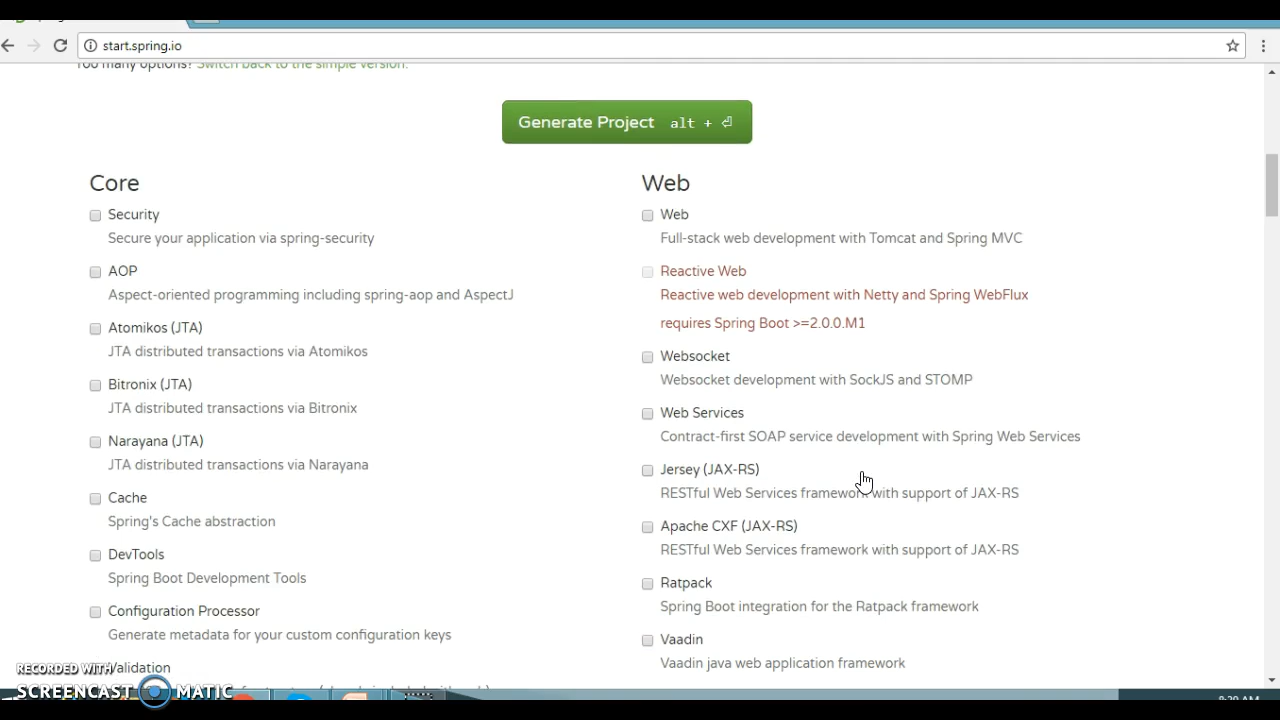 start.spring.io
Too many options? Switch back to the simple version.
Generate Project alt + ⏎
Core
Security
Secure your application via spring-security
AOP
Aspect-oriented programming including spring-aop and AspectJ
Atomikos (JTA)
JTA distributed transactions via Atomikos
Bitronix (JTA)
JTA distributed transactions via Bitronix
Narayana (JTA)
JTA distributed transactions via Narayana
Cache
Spring's Cache abstraction
DevTools
Spring Boot Development Tools
Configuration Processor
Generate metadata for your custom configuration keys
Validation
Web
Web
Full-stack web development with Tomcat and Spring MVC
Reactive Web
Reactive web development with Netty and Spring WebFlux
requires Spring Boot >=2.0.0.M1
Websocket
Websocket development with SockJS and STOMP
Web Services
Contract-first SOAP service development with Spring Web Services
Jersey (JAX-RS)
RESTful Web Services framework with support of JAX-RS
Apache CXF (JAX-RS)
RESTful Web Services framework with support of JAX-RS
Ratpack
Spring Boot integration for the Ratpack framework
Vaadin
Vaadin java web application framework
RECORDED WITH
SCREENCAST MATIC